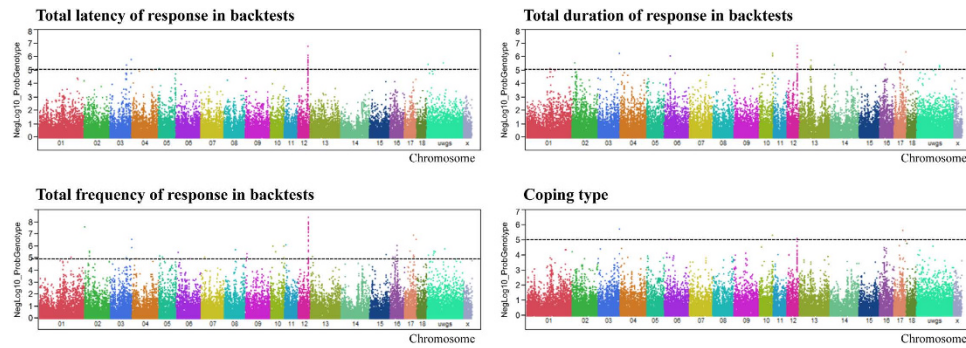 Total latency of response in backtests
NegLog10_ProbGenotype
8
7
6
5
4
3
2
1
0
01 02 03 04 05 06 07 08 09 10 11 12 13 14 15 16 17 18 uwgs x
Chromosome
Total duration of response in backtests
NegLog10_ProbGenotype
8
7
6
5
4
3
2
1
0
01 02 03 04 05 06 07 08 09 10 11 12 13 14 15 16 17 18 uwgs x
Chromosome
Total frequency of response in backtests
NegLog10_ProbGenotype
8
7
6
5
4
3
2
1
0
01 02 03 04 05 06 08 09 10 11 12 13 14 15 16 17 18 uwgs x
Chromosome
Coping type
NegLog10_ProbGenotype
7
6
5
4
3
2
1
0
01 02 03 04 05 06 07 08 09 10 11 12 13 14 15 16 17 18 uwgs x
Chromosome